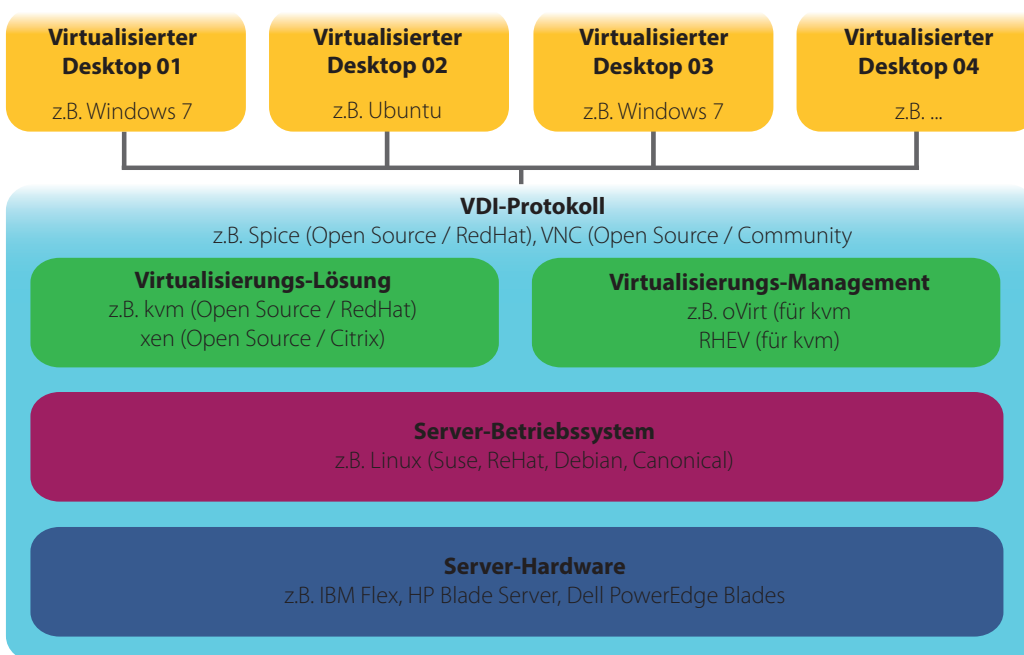 Virtualisierter
Desktop 01
z.B. Windows 7
Virtualisierter
Desktop 02
z.B. Ubuntu
Virtualisierter
Desktop 03
z.B. Windows 7
Virtualisierter
Desktop 04
z.B. ...
VDI-Protokoll
z.B. Spice (Open Source / RedHat), VNC (Open Source / Community
Virtualisierungs-Lösung
z.B. kvm (Open Source / RedHat)
xen (Open Source / Citrix)
Virtualisierungs-Management
z.B. oVirt (für kvm
RHEV (für kvm)
Server-Betriebssystem
z.B. Linux (Suse, ReHat, Debian, Canonical)
Server-Hardware
z.B. IBM Flex, HP Blade Server, Dell PowerEdge Blades